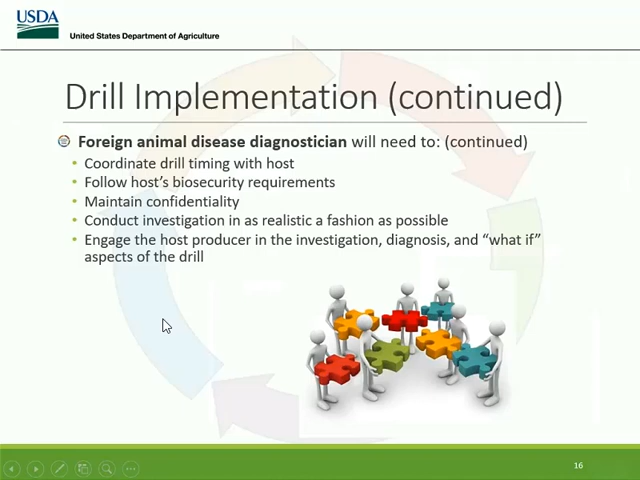 USDA
United States Department of Agriculture
Drill Implementation (continued)
Foreign animal disease diagnostician will need to: (continued)
• Coordinate drill timing with host
• Follow host's biosecurity requirements
• Maintain confidentiality
• Conduct investigation in as realistic a fashion as possible
• Engage the host producer in the investigation, diagnosis, and “what if”
aspects of the drill
16